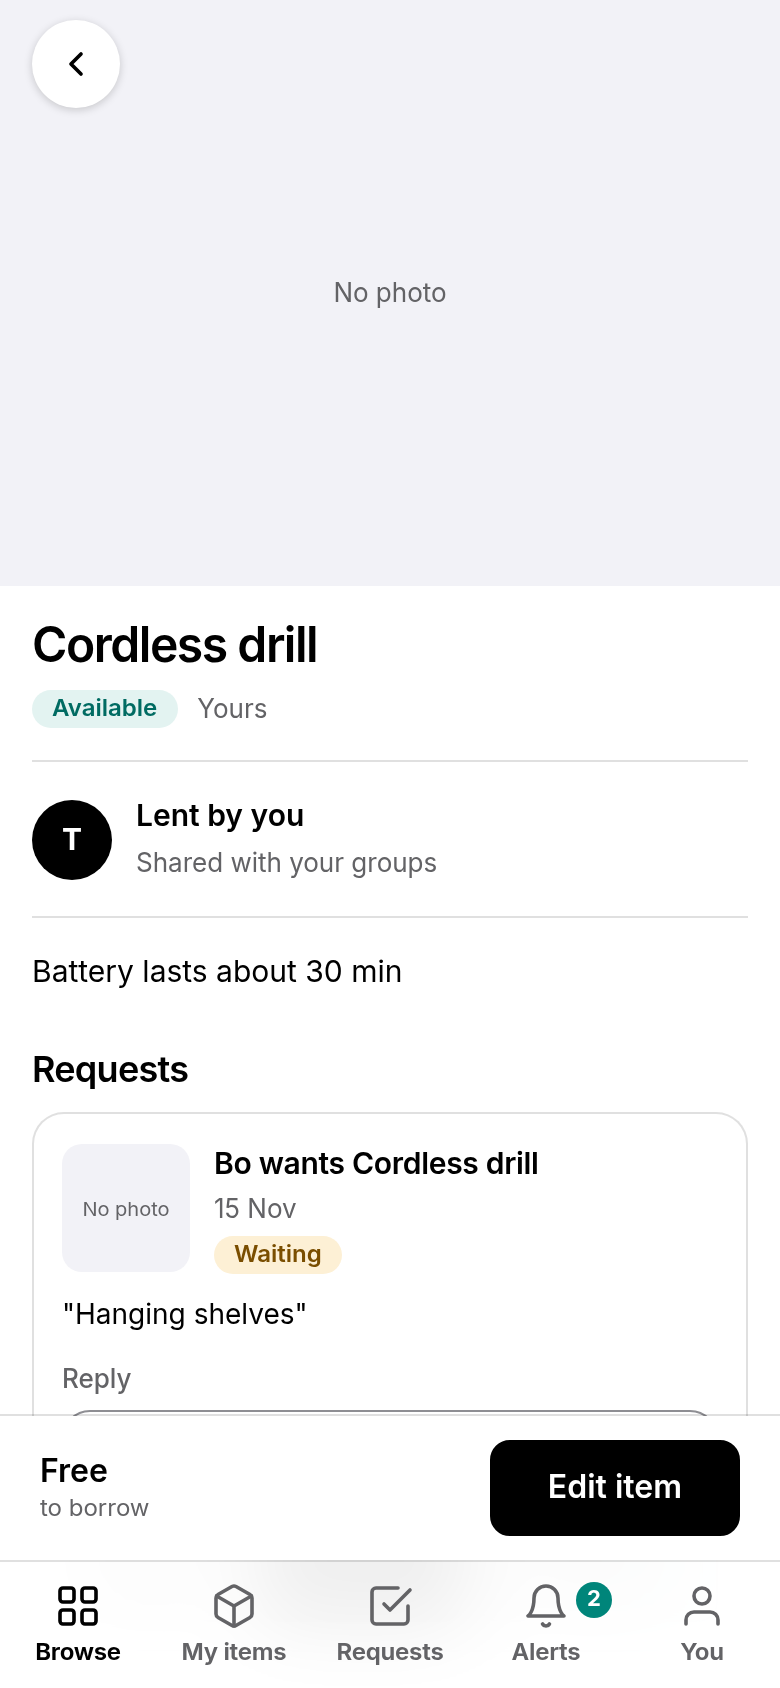 No photo
Cordless drill
Available Yours
T
Lent by you
Shared with your groups
Battery lasts about 30 min
Requests
No photo
Bo wants Cordless drill
15 Nov
Waiting
"Hanging shelves"
Reply
Free
to borrow
Edit item
2
Browse My items Requests Alerts You